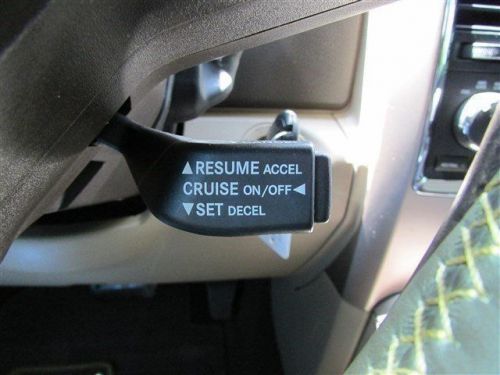 ▲RESUME ACCEL
CRUISE ON/OFF◄
▼SET DECEL